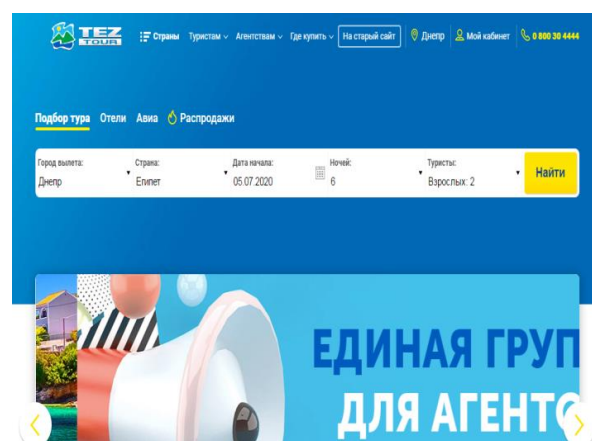 TEZ TOUR
Страны Туристам Агентствам Где купить На старый сайт Днепр Мой кабинет 0 800 30 4444
Подбор тура Отели Авиа Распродажи
Город вылета: Страна: Дата начала: Ночей: Туристы:
Днепр Египет 05.07.2020 6 Взрослых: 2 Найти
ЕДИНАЯ ГРУП
ДЛЯ АГЕНТС